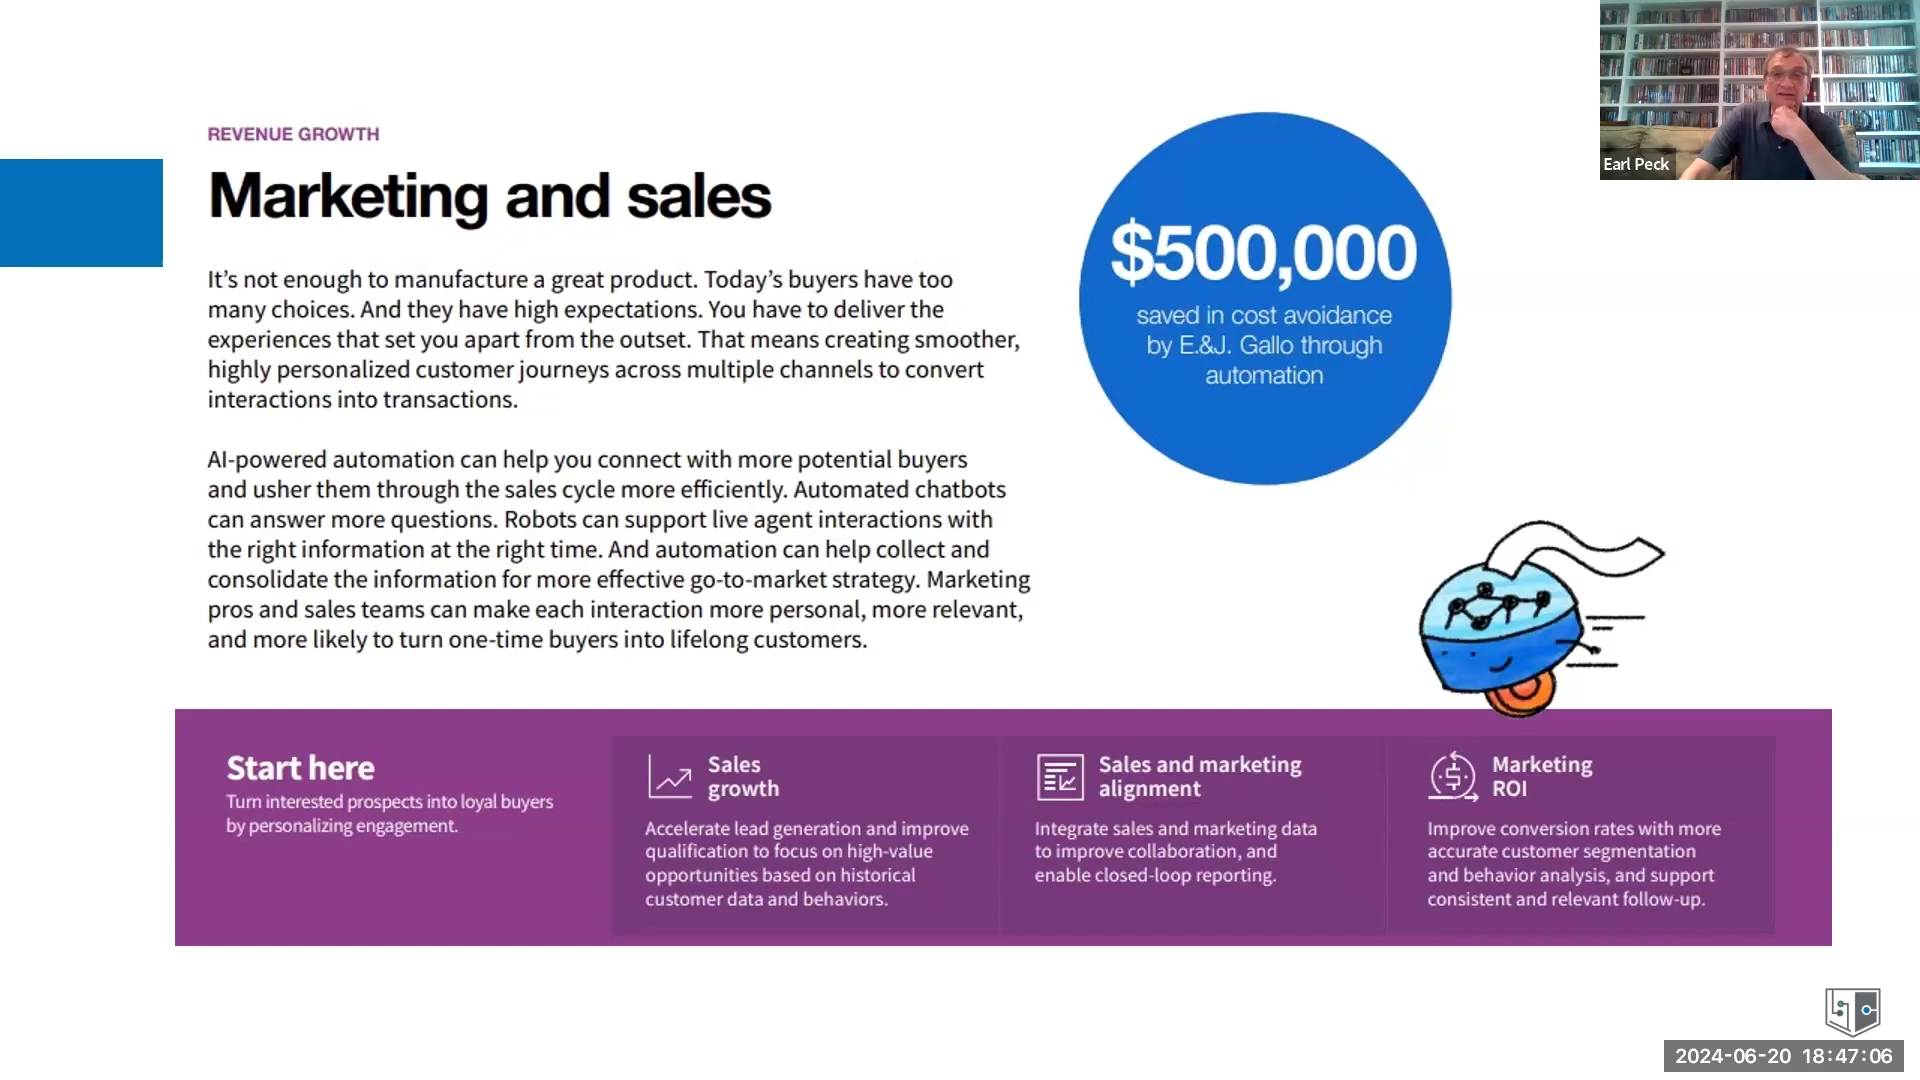 REVENUE GROWTH
Marketing and sales
It's not enough to manufacture a great product. Today's buyers have too
many choices. And they have high expectations. You have to deliver the
experiences that set you apart from the outset. That means creating smoother,
highly personalized customer journeys across multiple channels to convert
interactions into transactions.
AI-powered automation can help you connect with more potential buyers
and usher them through the sales cycle more efficiently. Automated chatbots
can answer more questions. Robots can support live agent interactions with
the right information at the right time. And automation can help collect and
consolidate the information for more effective go-to-market strategy. Marketing
pros and sales teams can make each interaction more personal, more relevant,
and more likely to turn one-time buyers into lifelong customers.
$500,000
saved in cost avoidance
by E.&J. Gallo through
automation
Earl Peck
Start here
Turn interested prospects into loyal buyers
by personalizing engagement.
Sales
growth
Accelerate lead generation and improve
qualification to focus on high-value
opportunities based on historical
customer data and behaviors.
Sales and marketing
alignment
Integrate sales and marketing data
to improve collaboration, and
enable closed-loop reporting.
Marketing
ROI
Improve conversion rates with more
accurate customer segmentation
and behavior analysis, and support
consistent and relevant follow-up.
2024-06-20 18:47:06